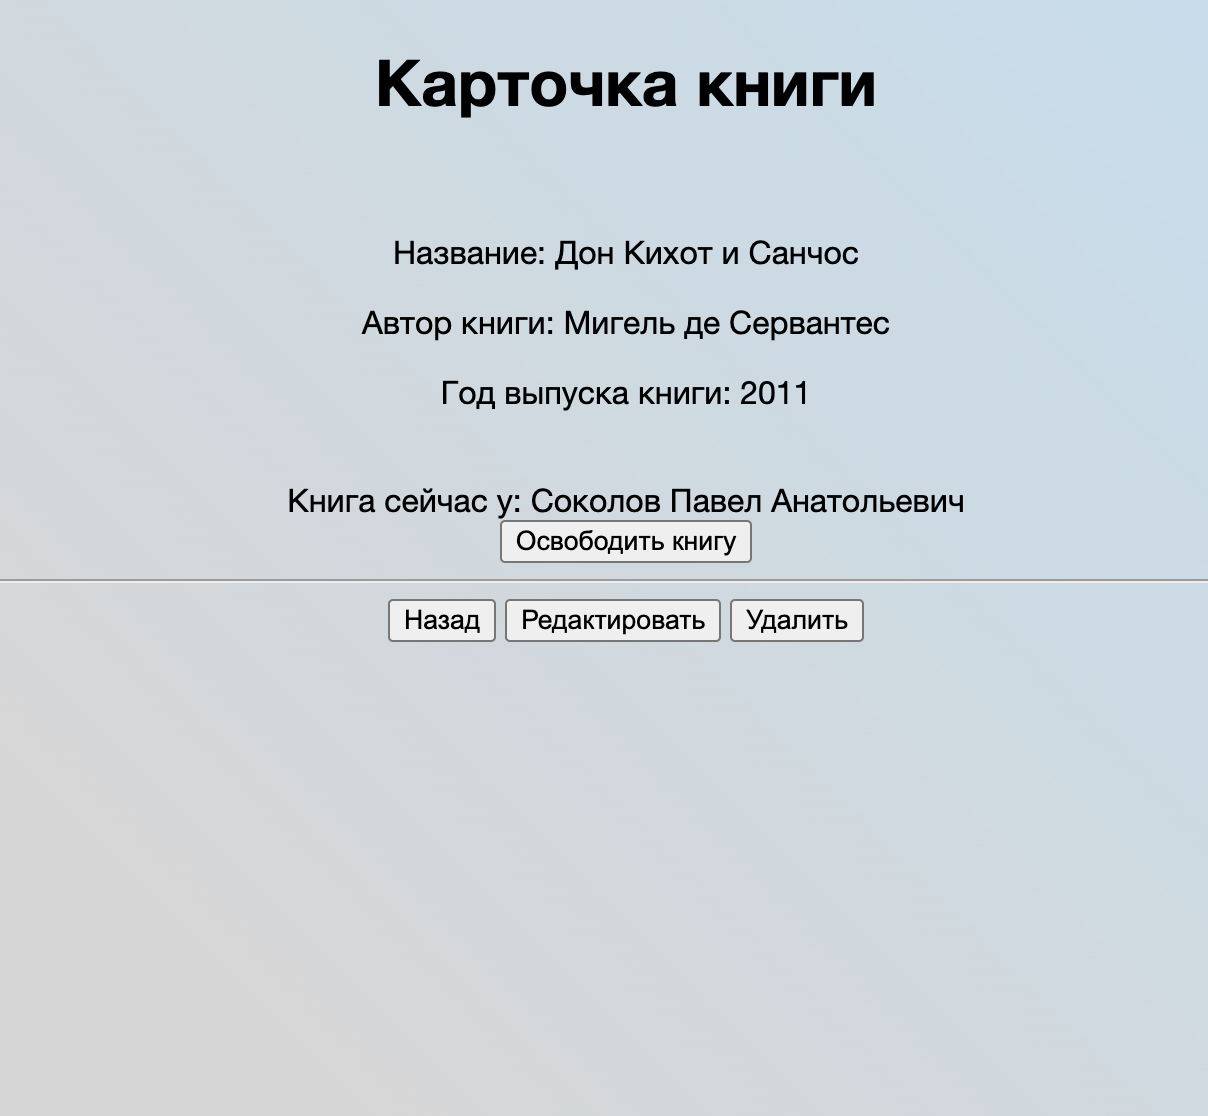 Карточка книги
Название: Дон Кихот и Санчос
Автор книги: Мигель де Сервантес
Год выпуска книги: 2011
Книга сейчас у: Соколов Павел Анатольевич
Освободить книгу
Назад Редактировать Удалить